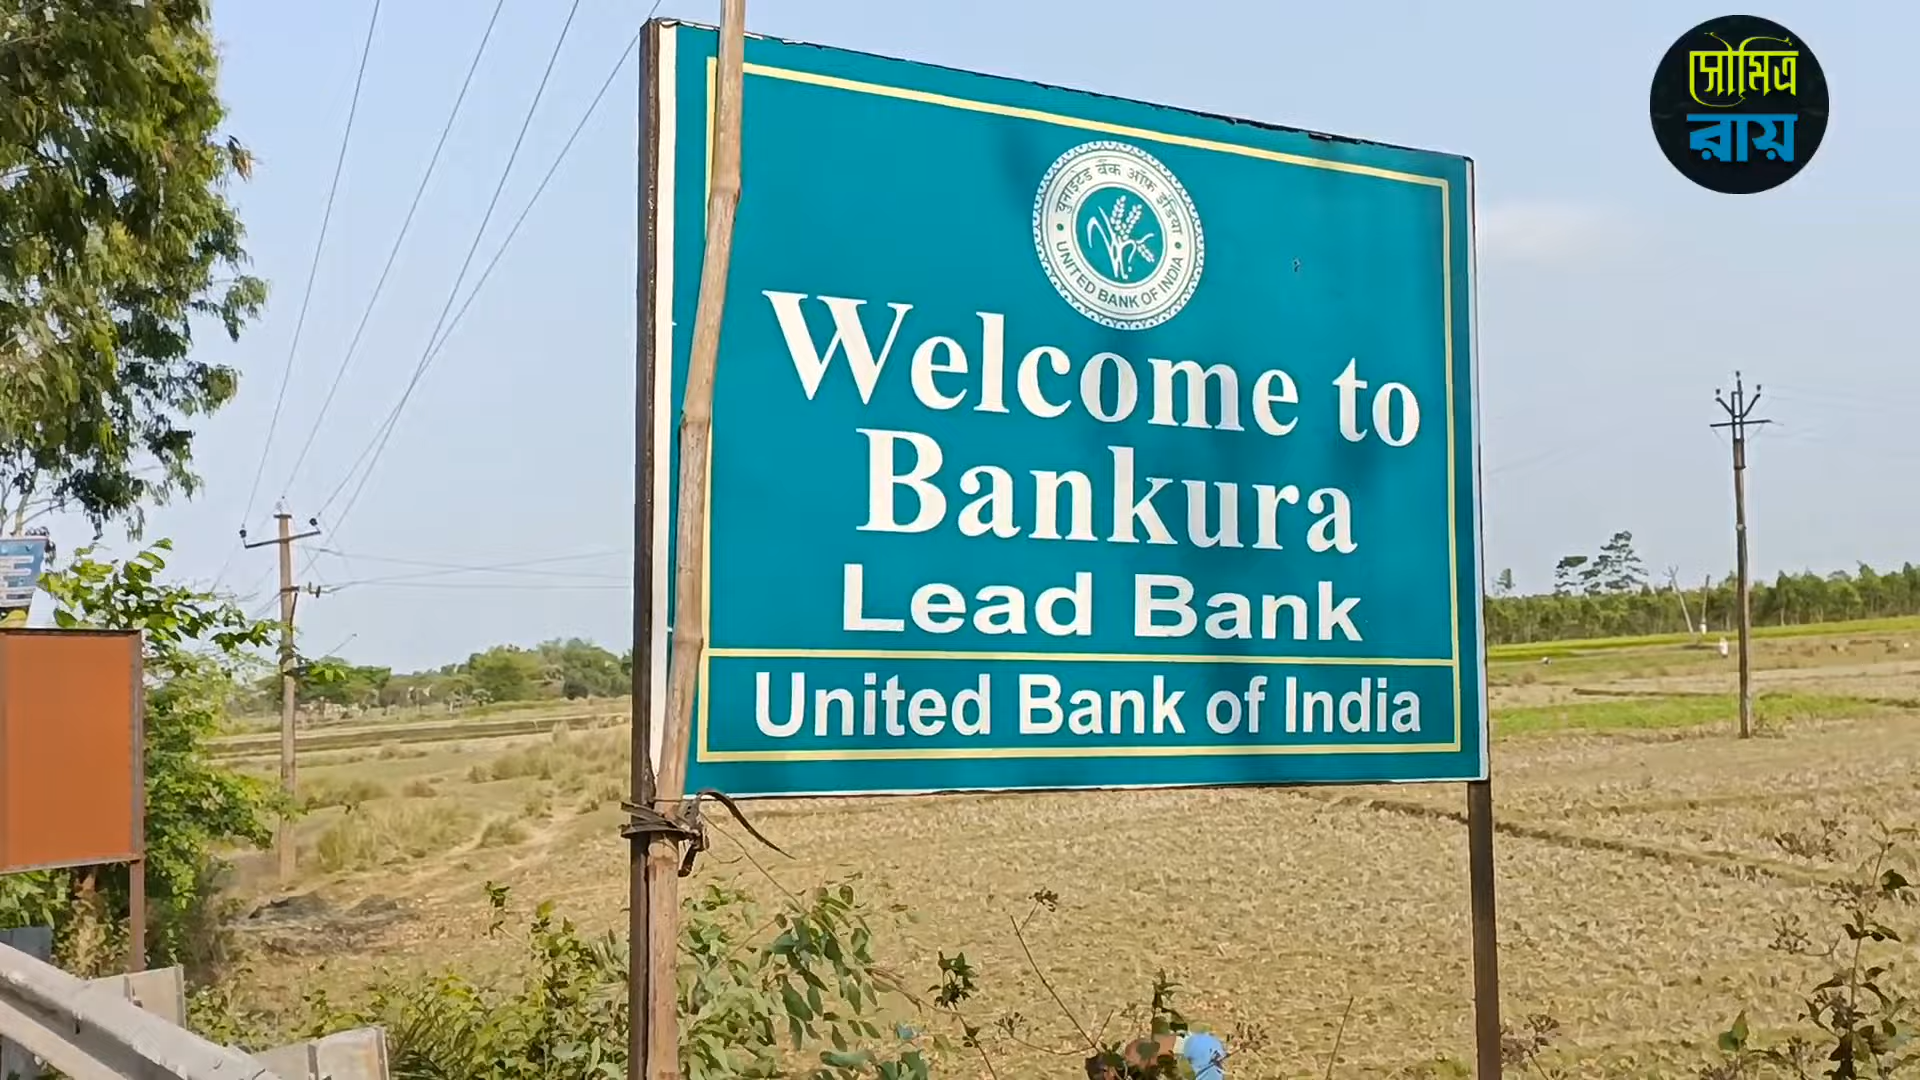 सौমিত্র
রায়
यूनाइटेड बैंक ऑफ़ इंडिया
UNITED BANK OF INDIA
Welcome to
Bankura
Lead Bank
United Bank of India